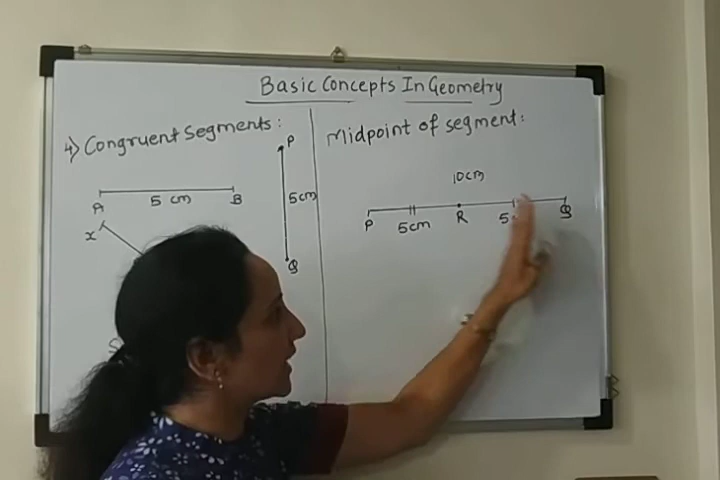 Basic Concepts In Geometry
4) Congruent Segments:
P
5cm
Q
A 5 cm B
X
Midpoint of segment:
10cm
P 5cm R 5 Q